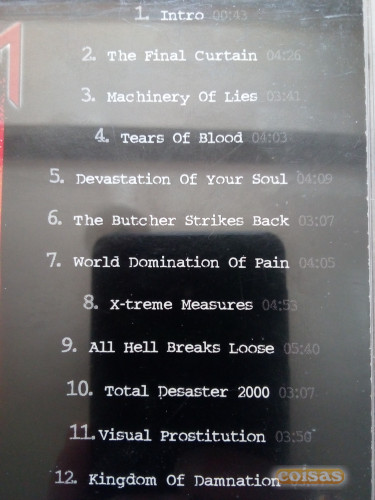 1. Intro 00:43
2. The Final Curtain 04:26
3. Machinery Of Lies 03:41
4. Tears Of Blood 04:03
5. Devastation Of Your Soul 04:09
6. The Butcher Strikes Back 03:07
7. World Domination Of Pain 04:05
8. X-treme Measures 04:53
9. All Hell Breaks Loose 05:40
10. Total Desaster 2000 03:07
11. Visual Prostitution 03:50
12. Kingdom Of Damnation
coisas